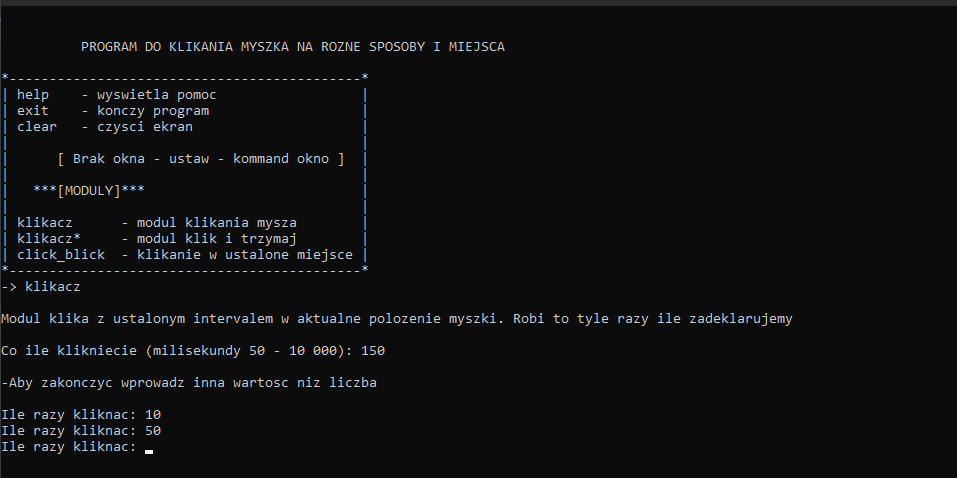 PROGRAM DO KLIKANIA MYSZKA NA ROZNE SPOSOBY I MIEJSCA
*--------------------------------------------*
| help    - wyswietla pomoc                  |
| exit    - konczy program                   |
| clear   - czysci ekran                     |
|                                            |
|      [ Brak okna - ustaw - kommand okno ]  |
|                                            |
|   ***[MODULY]***                           |
|                                            |
| klikacz      - modul klikania mysza        |
| klikacz*     - modul klik i trzymaj        |
| click_blick  - klikanie w ustalone miejsce |
*--------------------------------------------*
-> klikacz
Modul klika z ustalonym intervalem w aktualne polozenie myszki. Robi to tyle razy ile zadeklarujemy
Co ile klikniecie (milisekundy 50 - 10 000): 150
-Aby zakonczyc wprowadz inna wartosc niz liczba
Ile razy kliknac: 10
Ile razy kliknac: 50
Ile razy kliknac: